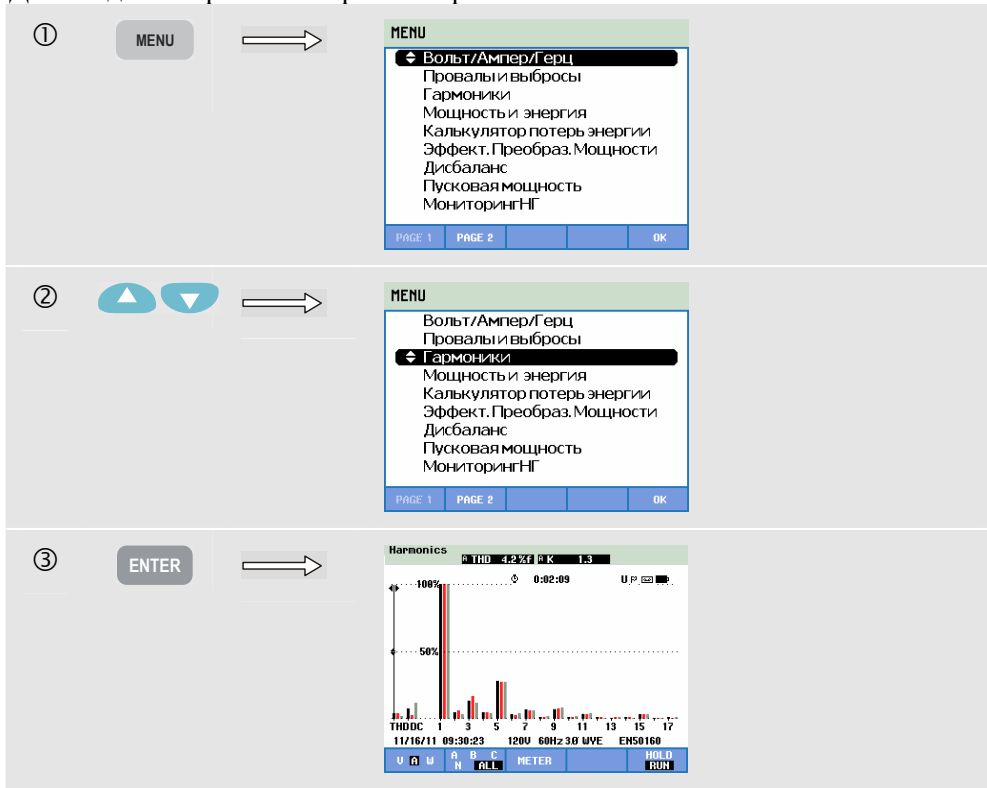 ①
MENU
MENU
Вольт/Ампер/Герц
Провалы и выбросы
Гармоники
Мощность и энергия
Калькулятор потерь энергии
Эффект. Преобраз. Мощности
Дисбаланс
Пусковая мощность
МониторингНГ
PAGE 1 PAGE 2 OK
②
MENU
Вольт/Ампер/Герц
Провалы и выбросы
Гармоники
Мощность и энергия
Калькулятор потерь энергии
Эффект. Преобраз. Мощности
Дисбаланс
Пусковая мощность
МониторингНГ
PAGE 1 PAGE 2 OK
③
ENTER
Harmonics
A THD 4.2%f A K 1.3
0:02:09 U
100%
50%
THD DC 1 3 5 7 9 11 13 15 17
11/16/11 09:30:23 120V 60Hz 3Ø WYE EN50160
V A W A B C N ALL METER HOLD RUN